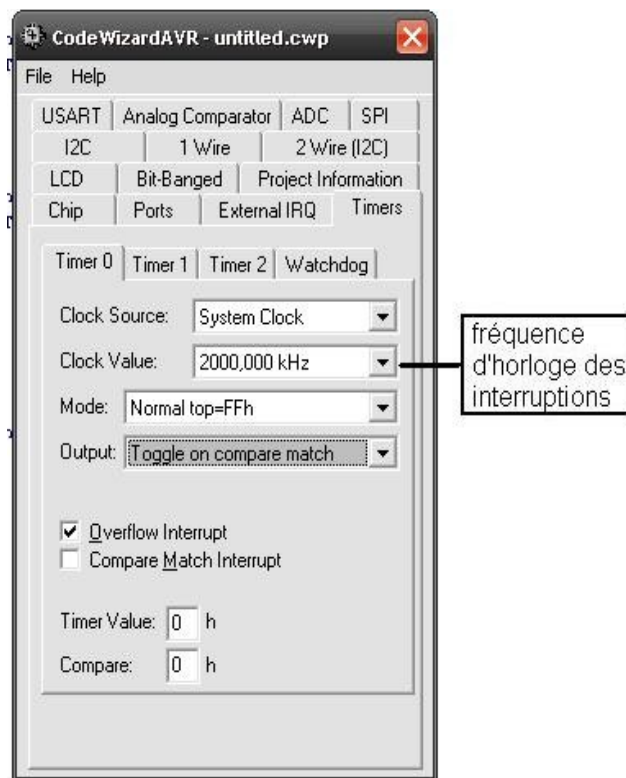 CodeWizardAVR - untitled.cwp
File Help
USART Analog Comparator ADC SPI
I2C 1 Wire 2 Wire (I2C)
LCD Bit-Banged Project Information
Chip Ports External IRQ Timers
Timer 0 Timer 1 Timer 2 Watchdog
Clock Source: System Clock
Clock Value: 2000,000 kHz
Mode: Normal top=FFh
Output: Toggle on compare match
Overflow Interrupt
Compare Match Interrupt
Timer Value: 0 h
Compare: 0 h
fréquence
d'horloge des
interruptions